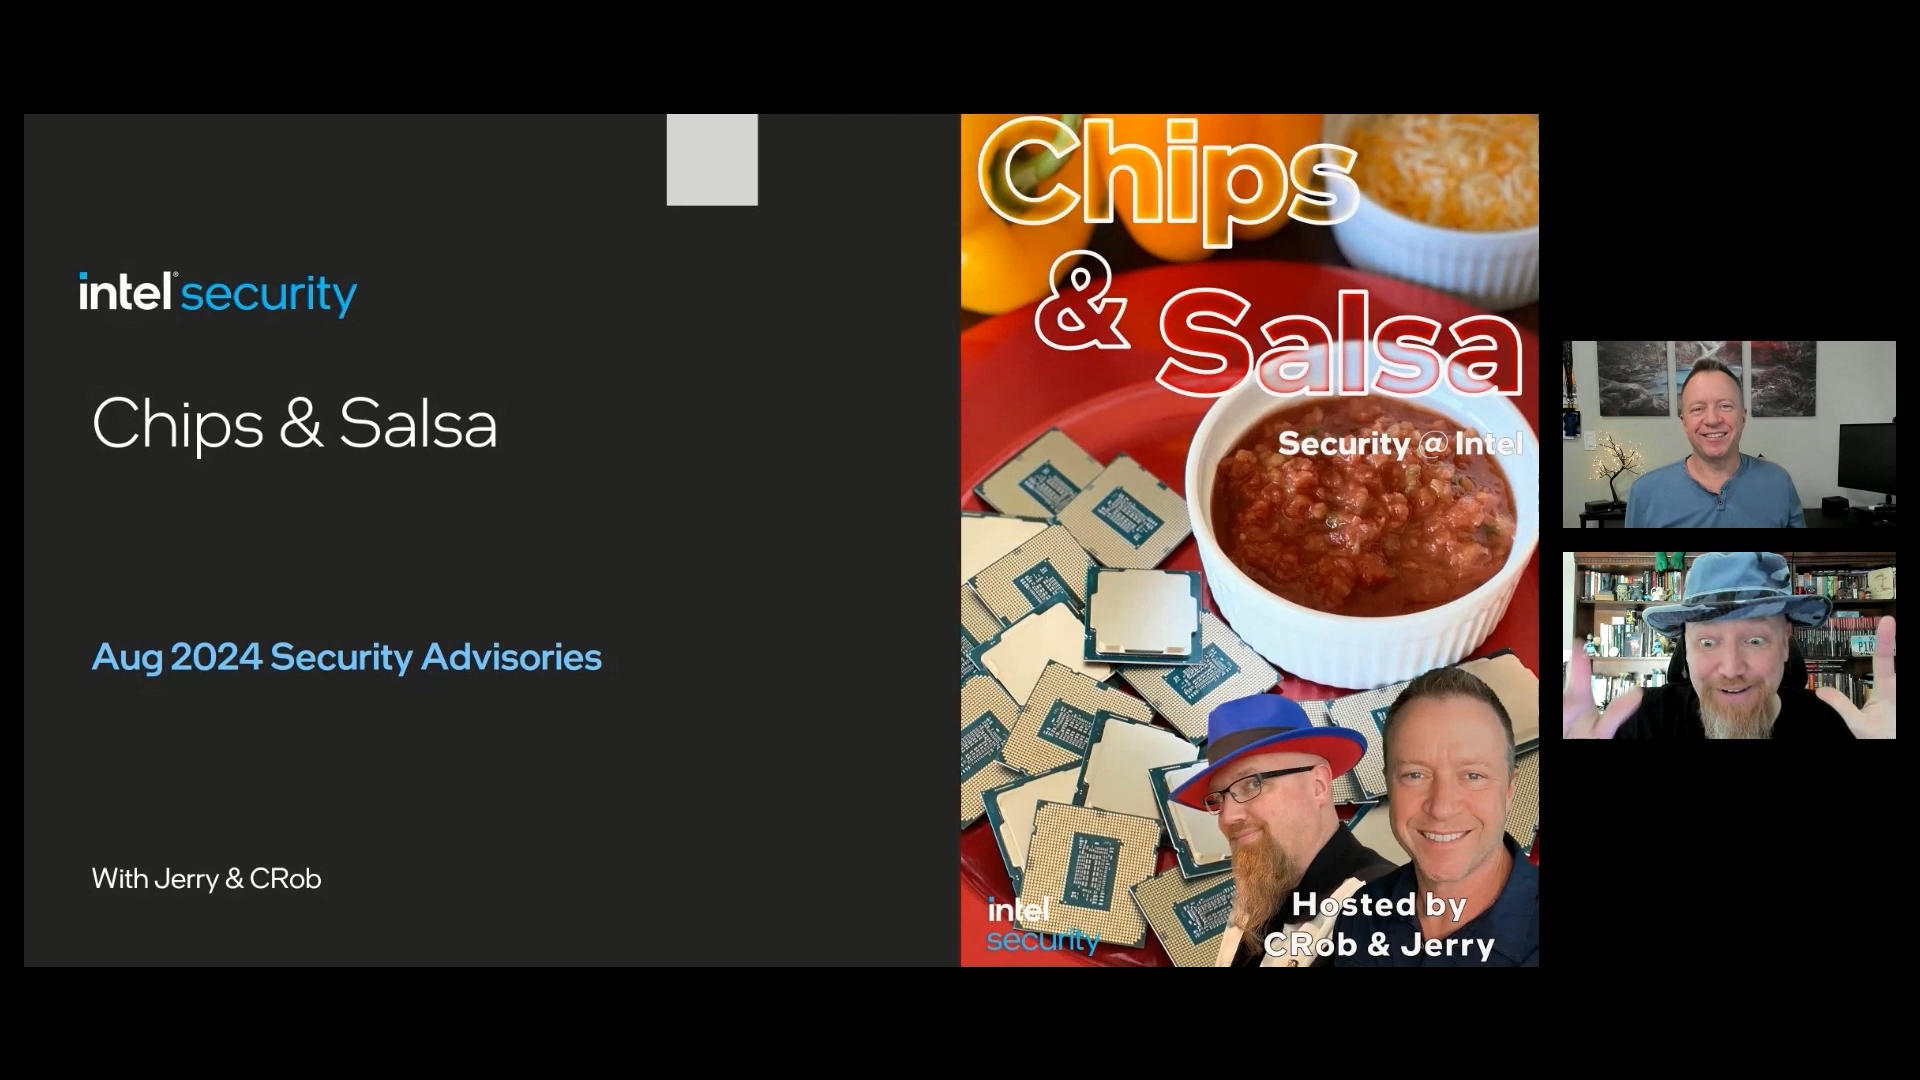 intel® security
Chips & Salsa
Aug 2024 Security Advisories
With Jerry & CRob
Chips
& Salsa
Security @ Intel
intel
security
Hosted by
CRob & Jerry